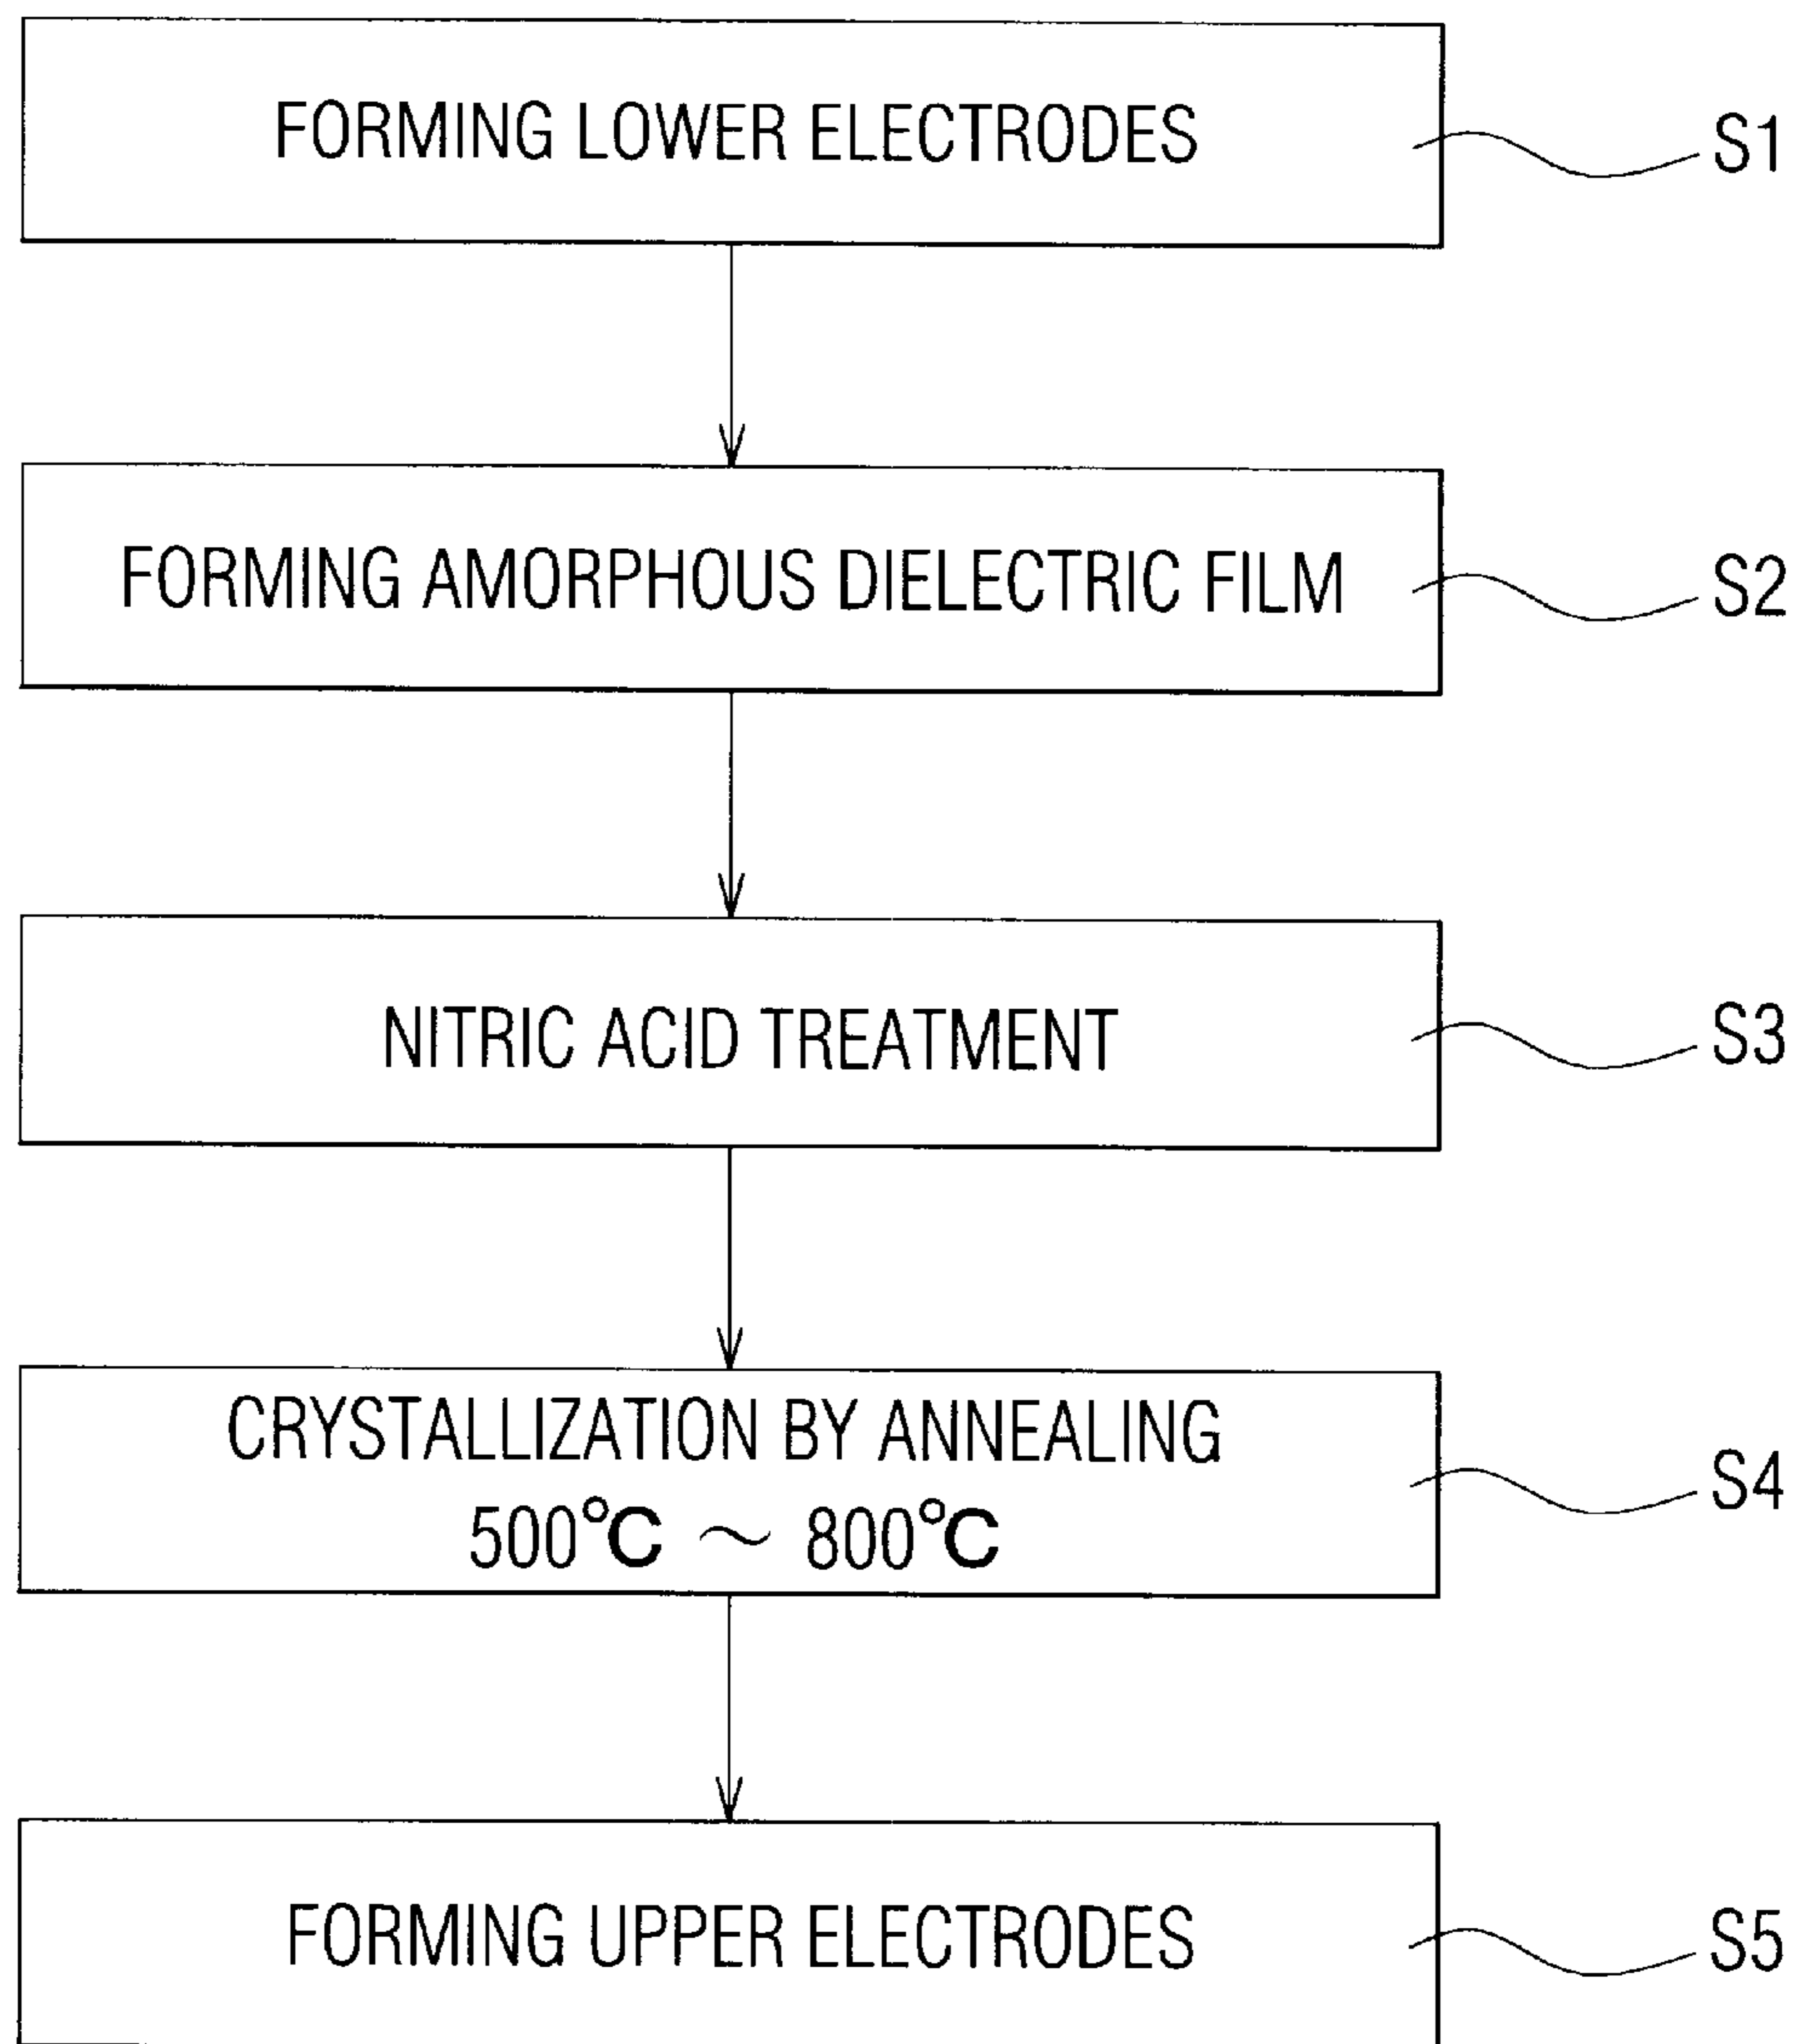 FORMING LOWER ELECTRODES
S1
FORMING AMORPHOUS DIELECTRIC FILM
S2
NITRIC ACID TREATMENT
S3
CRYSTALLIZATION BY ANNEALING
500℃ ～ 800℃
S4
FORMING UPPER ELECTRODES
S5